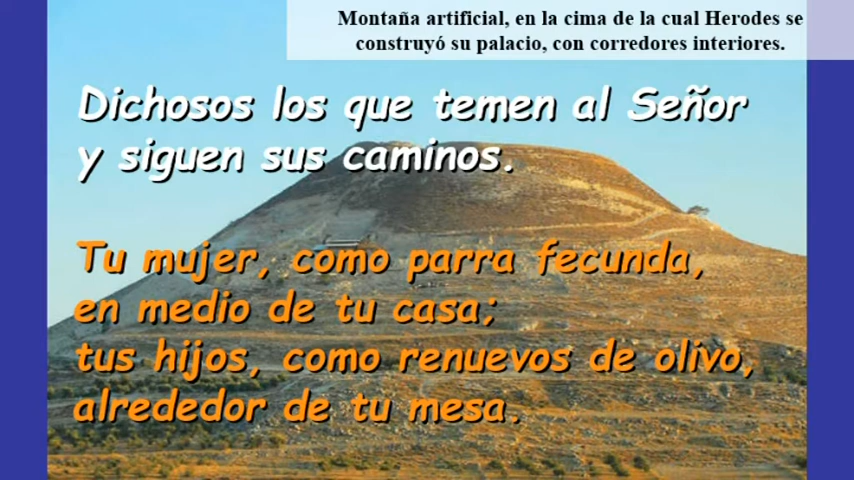 Montaña artificial, en la cima de la cual Herodes se
construyó su palacio, con corredores interiores.
Dichosos los que temen al Señor
y siguen sus caminos.
Tu mujer, como parra fecunda,
en medio de tu casa;
tus hijos, como renuevos de olivo,
alrededor de tu mesa.